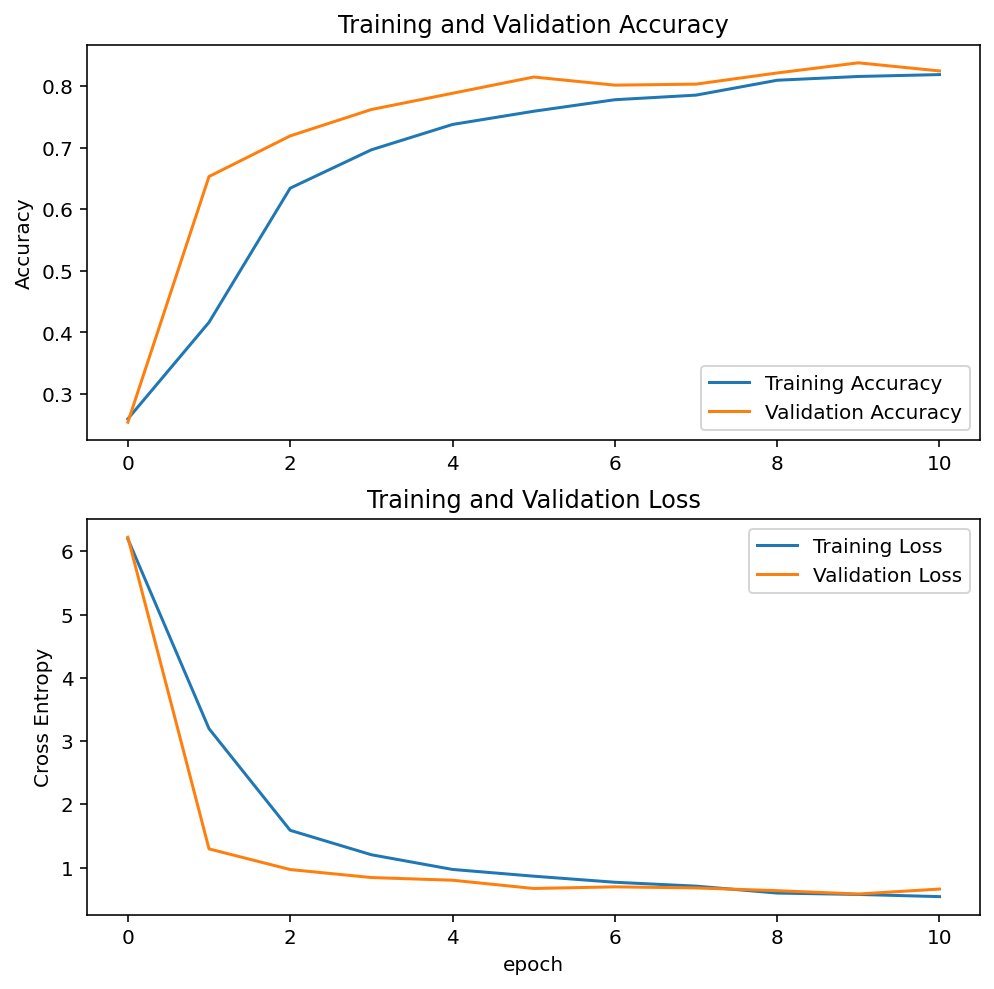 Training and Validation Accuracy
Accuracy
0.8
0.7
0.6
0.5
0.4
0.3
Training Accuracy
Validation Accuracy
0 2 4 6 8 10
Training and Validation Loss
Cross Entropy
6
5
4
3
2
1
Training Loss
Validation Loss
0 2 4 6 8 10
epoch